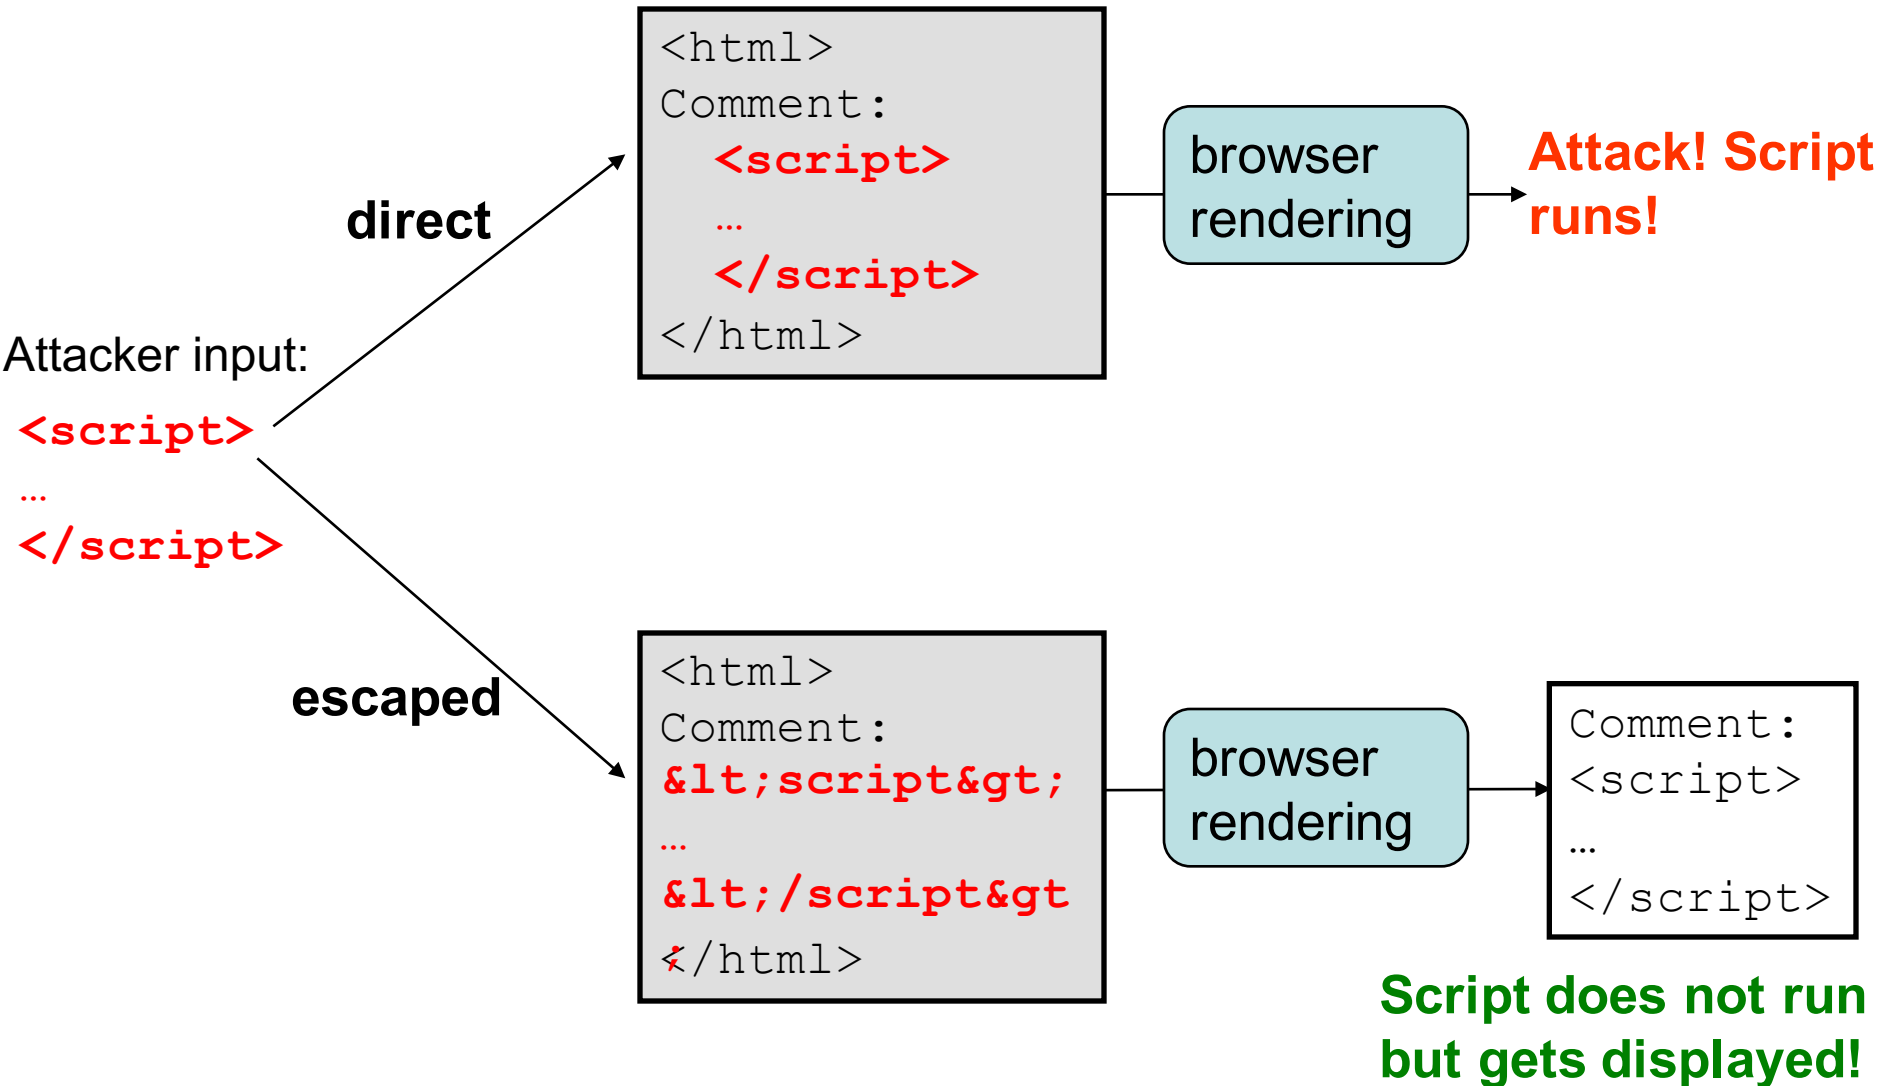 Attacker input:
<script>
…
</script>
direct
<html>
Comment:
<script>
…
</script>
</html>
browser
rendering
Attack! Script
runs!
escaped
<html>
Comment:
&lt;script&gt;
…
&lt;/script&gt
;
</html>
browser
rendering
Comment:
<script>
…
</script>
Script does not run
but gets displayed!